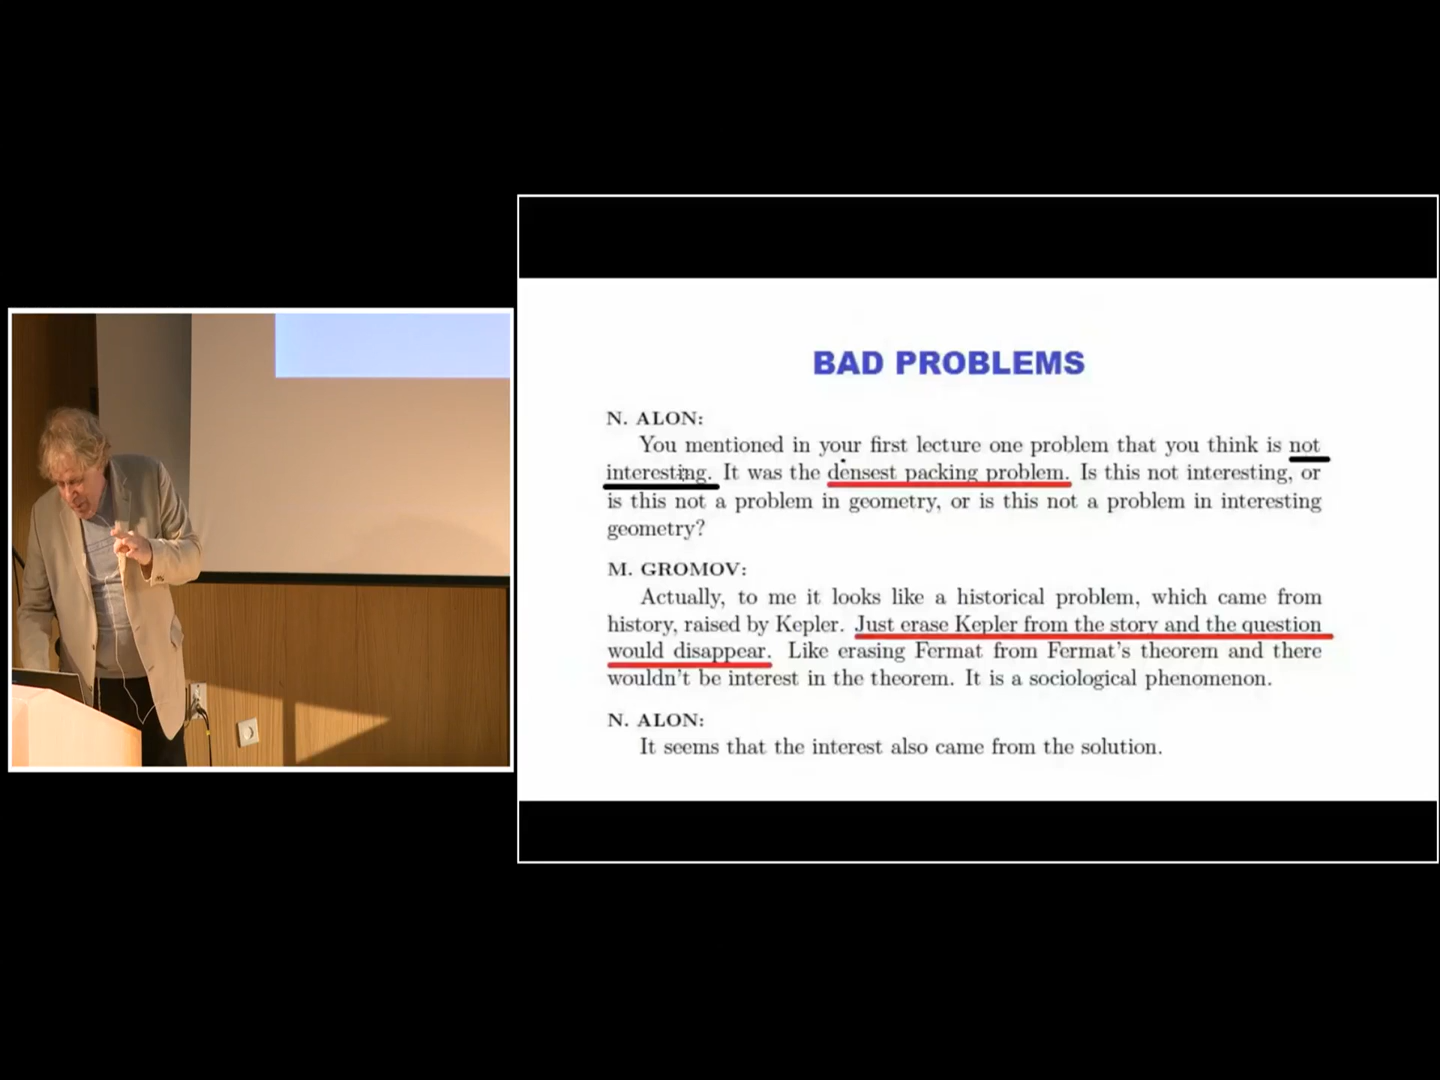 BAD PROBLEMS
N. ALON:
You mentioned in your first lecture one problem that you think is not
interesting. It was the densest packing problem. Is this not interesting, or
is this not a problem in geometry, or is this not a problem in interesting
geometry?
M. GROMOV:
Actually, to me it looks like a historical problem, which came from
history, raised by Kepler. Just erase Kepler from the story and the question
would disappear. Like erasing Fermat from Fermat's theorem and there
wouldn't be interest in the theorem. It is a sociological phenomenon.
N. ALON:
It seems that the interest also came from the solution.